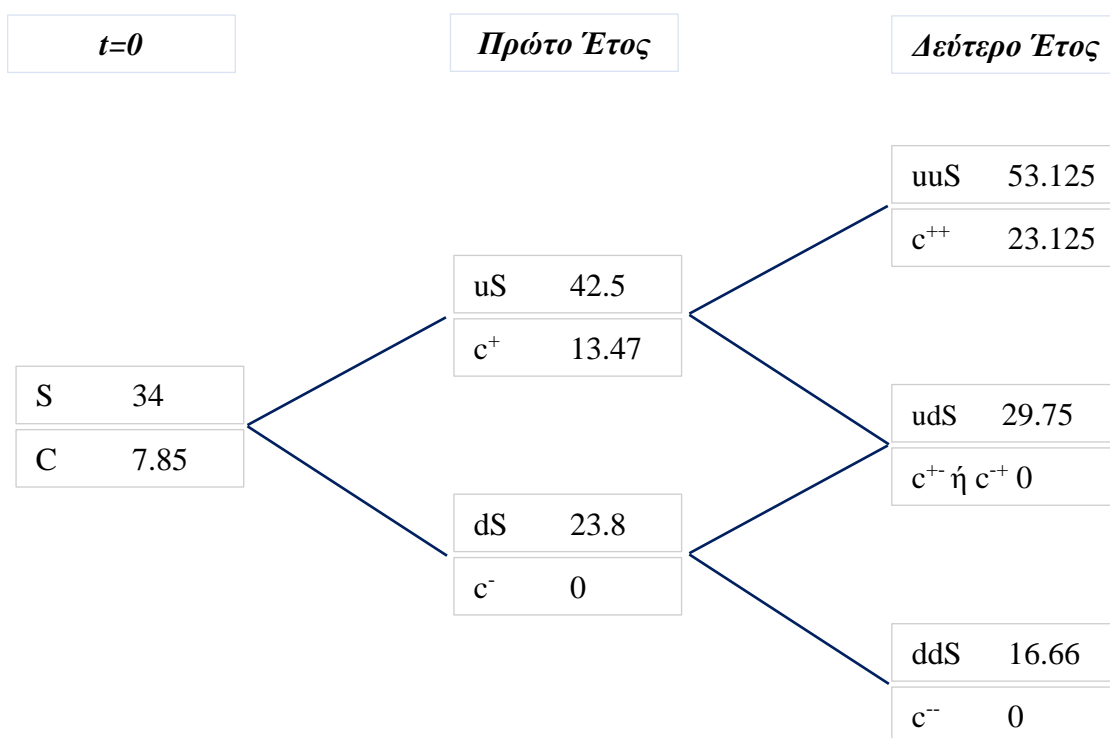 t=0
Πρώτο Έτος
Δεύτερο Έτος
uuS 53.125
c++ 23.125
uS 42.5
c+ 13.47
S 34
C 7.85
udS 29.75
c+- ή c-+ 0
dS 23.8
c- 0
ddS 16.66
c-- 0